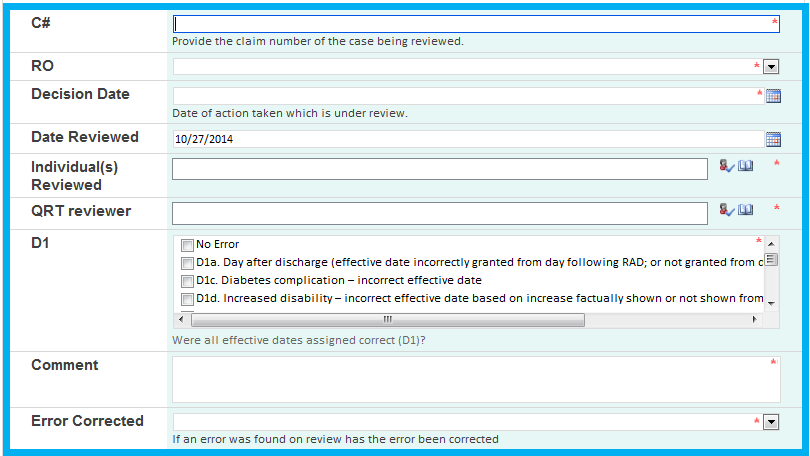 C#
*
Provide the claim number of the case being reviewed.
RO
*
Decision Date
*
Date of action taken which is under review.
Date Reviewed
10/27/2014
Individual(s)
Reviewed
*
QRT reviewer
*
D1
No Error
*
D1a. Day after discharge (effective date incorrectly granted from day following RAD; or not granted from
D1c. Diabetes complication – incorrect effective date
D1d. Increased disability – incorrect effective date based on increase factually shown or not shown from
Were all effective dates assigned correct (D1)?
Comment
*
Error Corrected
*
If an error was found on review has the error been corrected